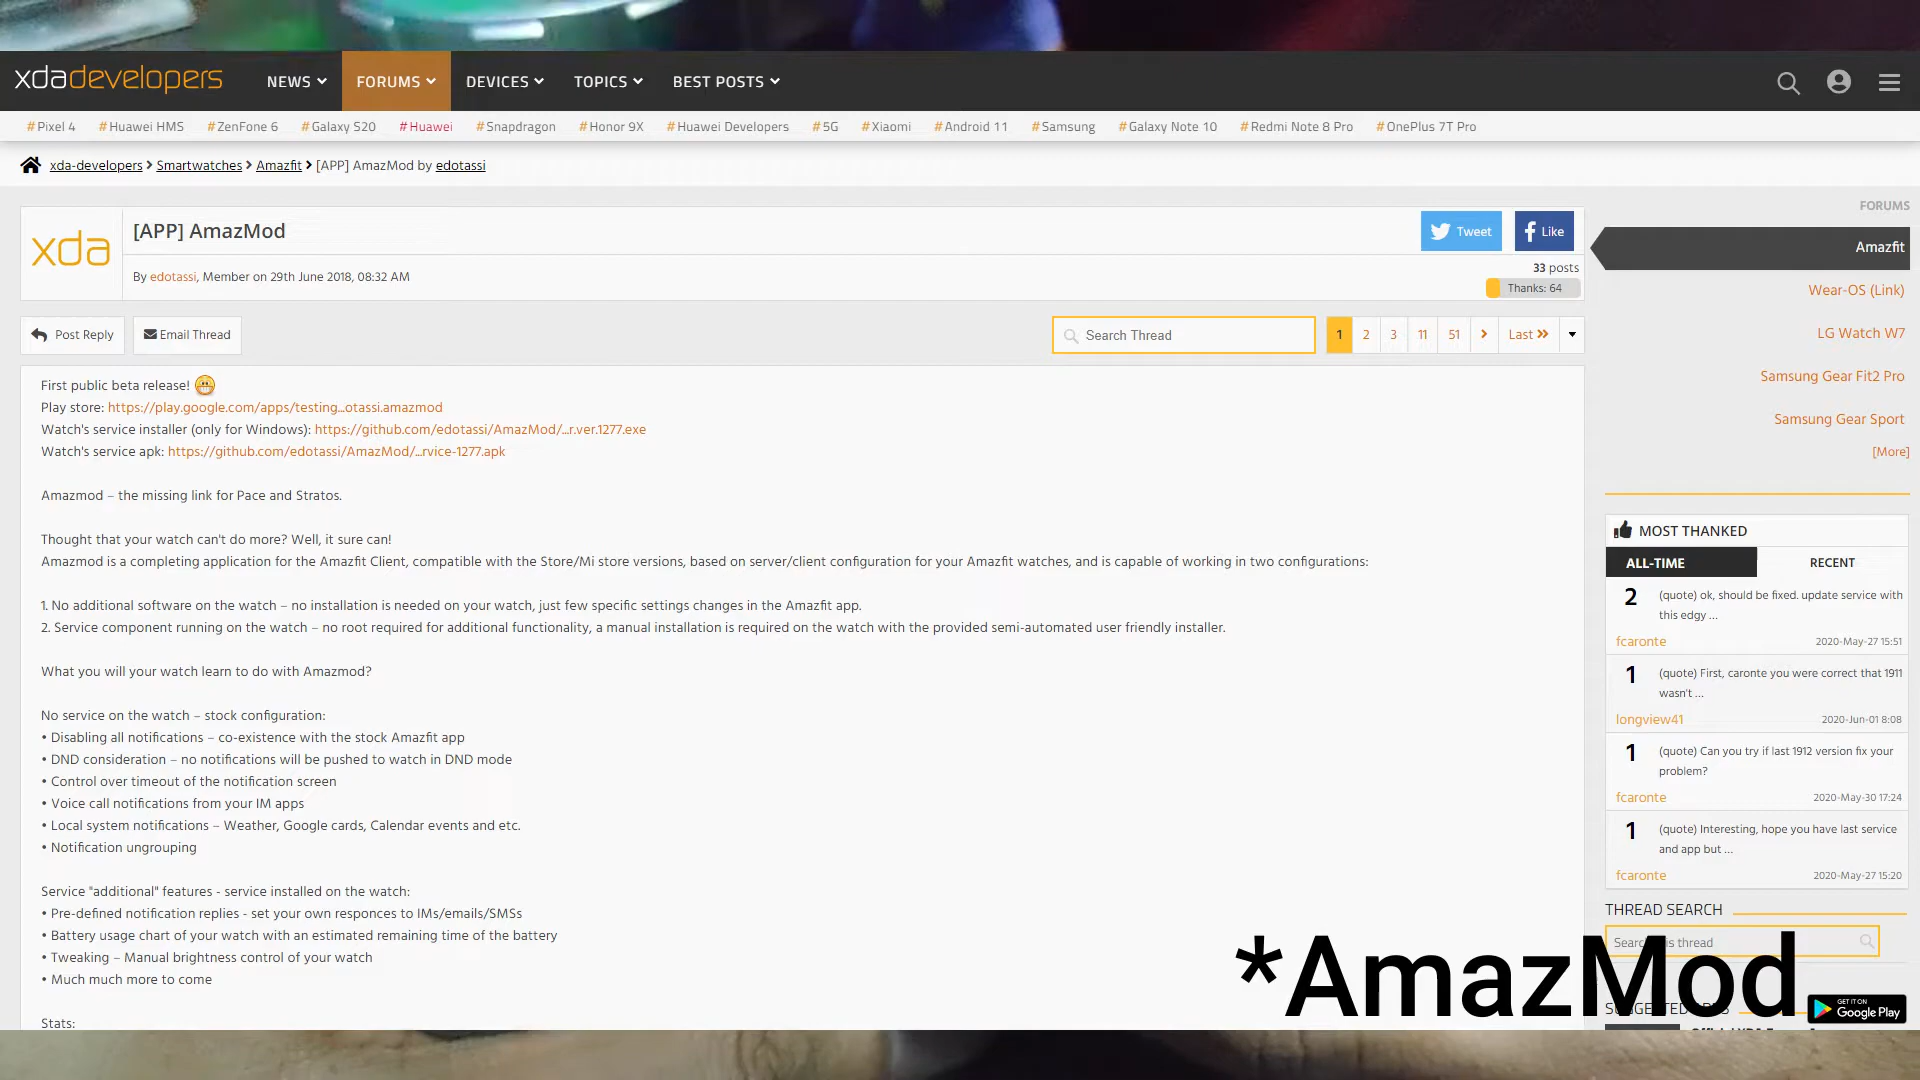 xdadevelopers NEWS FORUMS DEVICES TOPICS BEST POSTS
#Pixel 4 #Huawei HMS #ZenFone 6 #Galaxy S20 #Huawei #Snapdragon #Honor 9X #Huawei Developers #5G #Xiaomi #Android 11 #Samsung #Galaxy Note 10 #Redmi Note 8 Pro #OnePlus 7T Pro
xda-developers > Smartwatches > Amazfit > [APP] AmazMod by edotassi
xda
[APP] AmazMod
Tweet
Like
By edotassi, Member on 29th June 2018, 08:32 AM
33 posts
Thanks: 64
Post Reply
Email Thread
Search Thread
1 2 3 11 51 > Last »
First public beta release!
Play store: https://play.google.com/apps/testing...otassi.amazmod
Watch's service installer (only for Windows): https://github.com/edotassi/AmazMod/...r.ver.1277.exe
Watch's service apk: https://github.com/edotassi/AmazMod/...rvice-1277.apk
Amazmod – the missing link for Pace and Stratos.
Thought that your watch can't do more? Well, it sure can!
Amazmod is a completing application for the Amazfit Client, compatible with the Store/Mi store versions, based on server/client configuration for your Amazfit watches, and is capable of working in two configurations:
1. No additional software on the watch – no installation is needed on your watch, just few specific settings changes in the Amazfit app.
2. Service component running on the watch – no root required for additional functionality, a manual installation is required on the watch with the provided semi-automated user friendly installer.
What you will your watch learn to do with Amazmod?
No service on the watch – stock configuration:
• Disabling all notifications – co-existence with the stock Amazfit app
• DND consideration – no notifications will be pushed to watch in DND mode
• Control over timeout of the notification screen
• Voice call notifications from your IM apps
• Local system notifications – Weather, Google cards, Calendar events and etc.
• Notification ungrouping
Service "additional" features - service installed on the watch:
• Pre-defined notification replies - set your own responces to IMs/emails/SMSs
• Battery usage chart of your watch with an estimated remaining time of the battery
• Tweaking – Manual brightness control of your watch
• Much much more to come
Stats:
FORUMS
Amazfit
Wear-OS (Link)
LG Watch W7
Samsung Gear Fit2 Pro
Samsung Gear Sport
[More]
MOST THANKED
ALL-TIME RECENT
2 (quote) ok, should be fixed. update service with
this edgy ...
fcaronte 2020-May-27 15:51
1 (quote) First, caronte you were correct that 1911
wasn't ...
longview41 2020-Jun-01 8:08
1 (quote) Can you try if last 1912 version fix your
problem?
fcaronte 2020-May-30 17:24
1 (quote) Interesting, hope you have last service
and app but ...
fcaronte 2020-May-27 15:20
THREAD SEARCH
*AmazMod
GET IT ON
Google Play